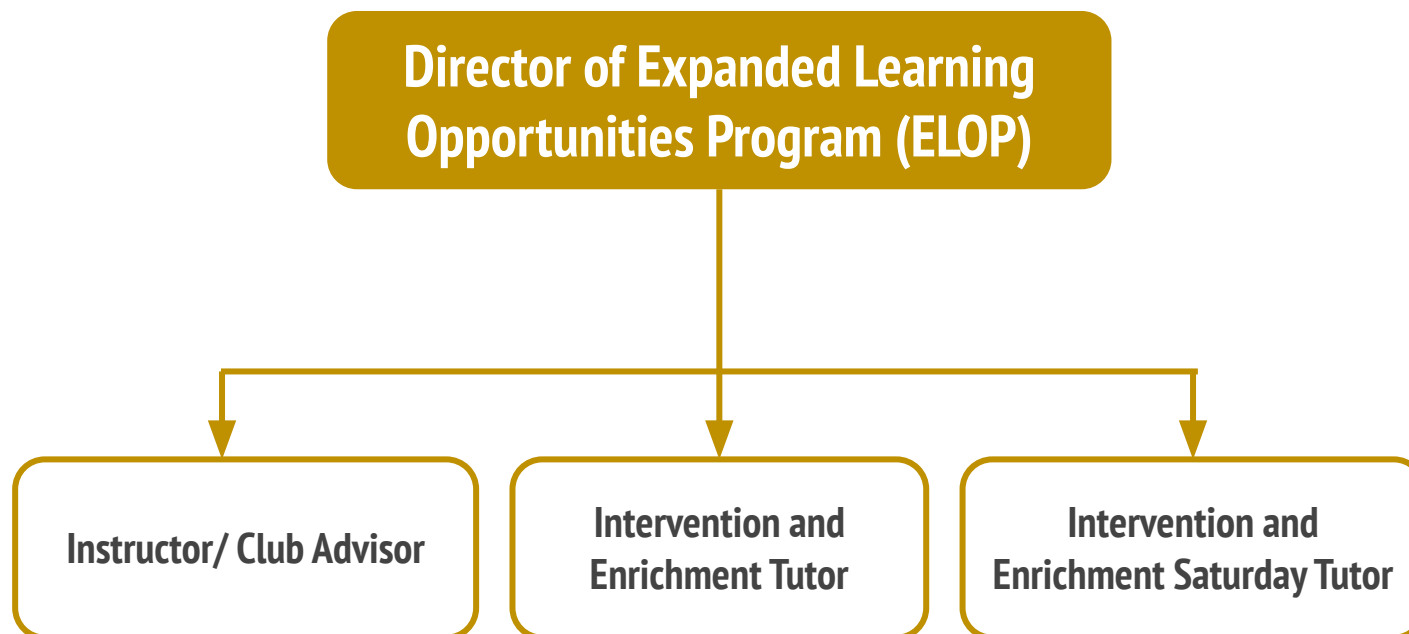 Director of Expanded Learning
Opportunities Program (ELOP)
Instructor/ Club Advisor
Intervention and
Enrichment Tutor
Intervention and
Enrichment Saturday Tutor